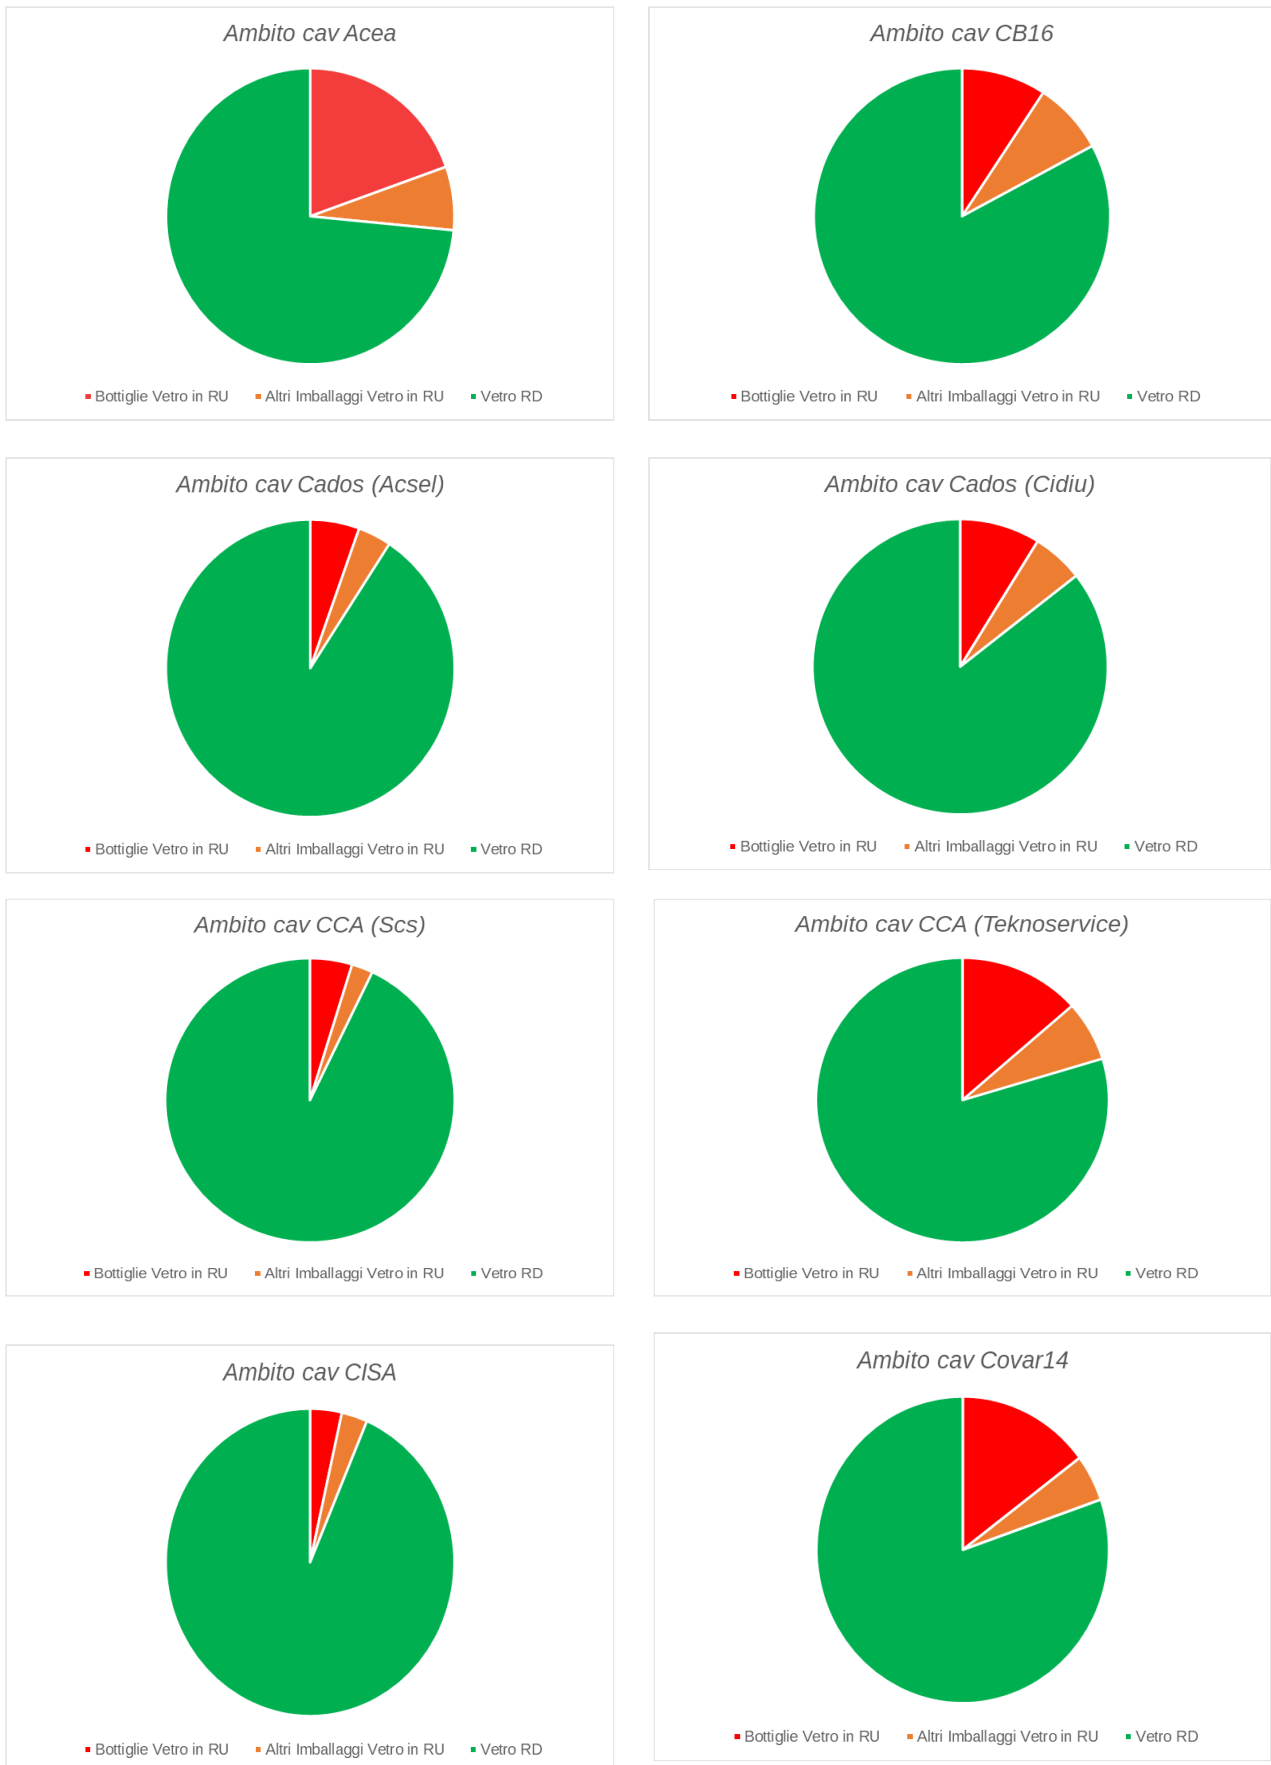 Ambito cav Acea
Bottiglie Vetro in RU Altri Imballaggi Vetro in RU Vetro RD
Ambito cav CB16
Bottiglie Vetro in RU Altri Imballaggi Vetro in RU Vetro RD
Ambito cav Cados (Acsel)
Bottiglie Vetro in RU Altri Imballaggi Vetro in RU Vetro RD
Ambito cav Cados (Cidiu)
Bottiglie Vetro in RU Altri Imballaggi Vetro in RU Vetro RD
Ambito cav CCA (Scs)
Bottiglie Vetro in RU Altri Imballaggi Vetro in RU Vetro RD
Ambito cav CCA (Teknoservice)
Bottiglie Vetro in RU Altri Imballaggi Vetro in RU Vetro RD
Ambito cav CISA
Bottiglie Vetro in RU Altri Imballaggi Vetro in RU Vetro RD
Ambito cav Covar14
Bottiglie Vetro in RU Altri Imballaggi Vetro in RU Vetro RD